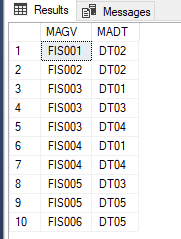 Results Messages
MAGV MADT
1 FIS001 DT02
2 FIS002 DT02
3 FIS003 DT01
4 FIS003 DT03
5 FIS003 DT04
6 FIS004 DT01
7 FIS004 DT04
8 FIS005 DT03
9 FIS005 DT05
10 FIS006 DT05